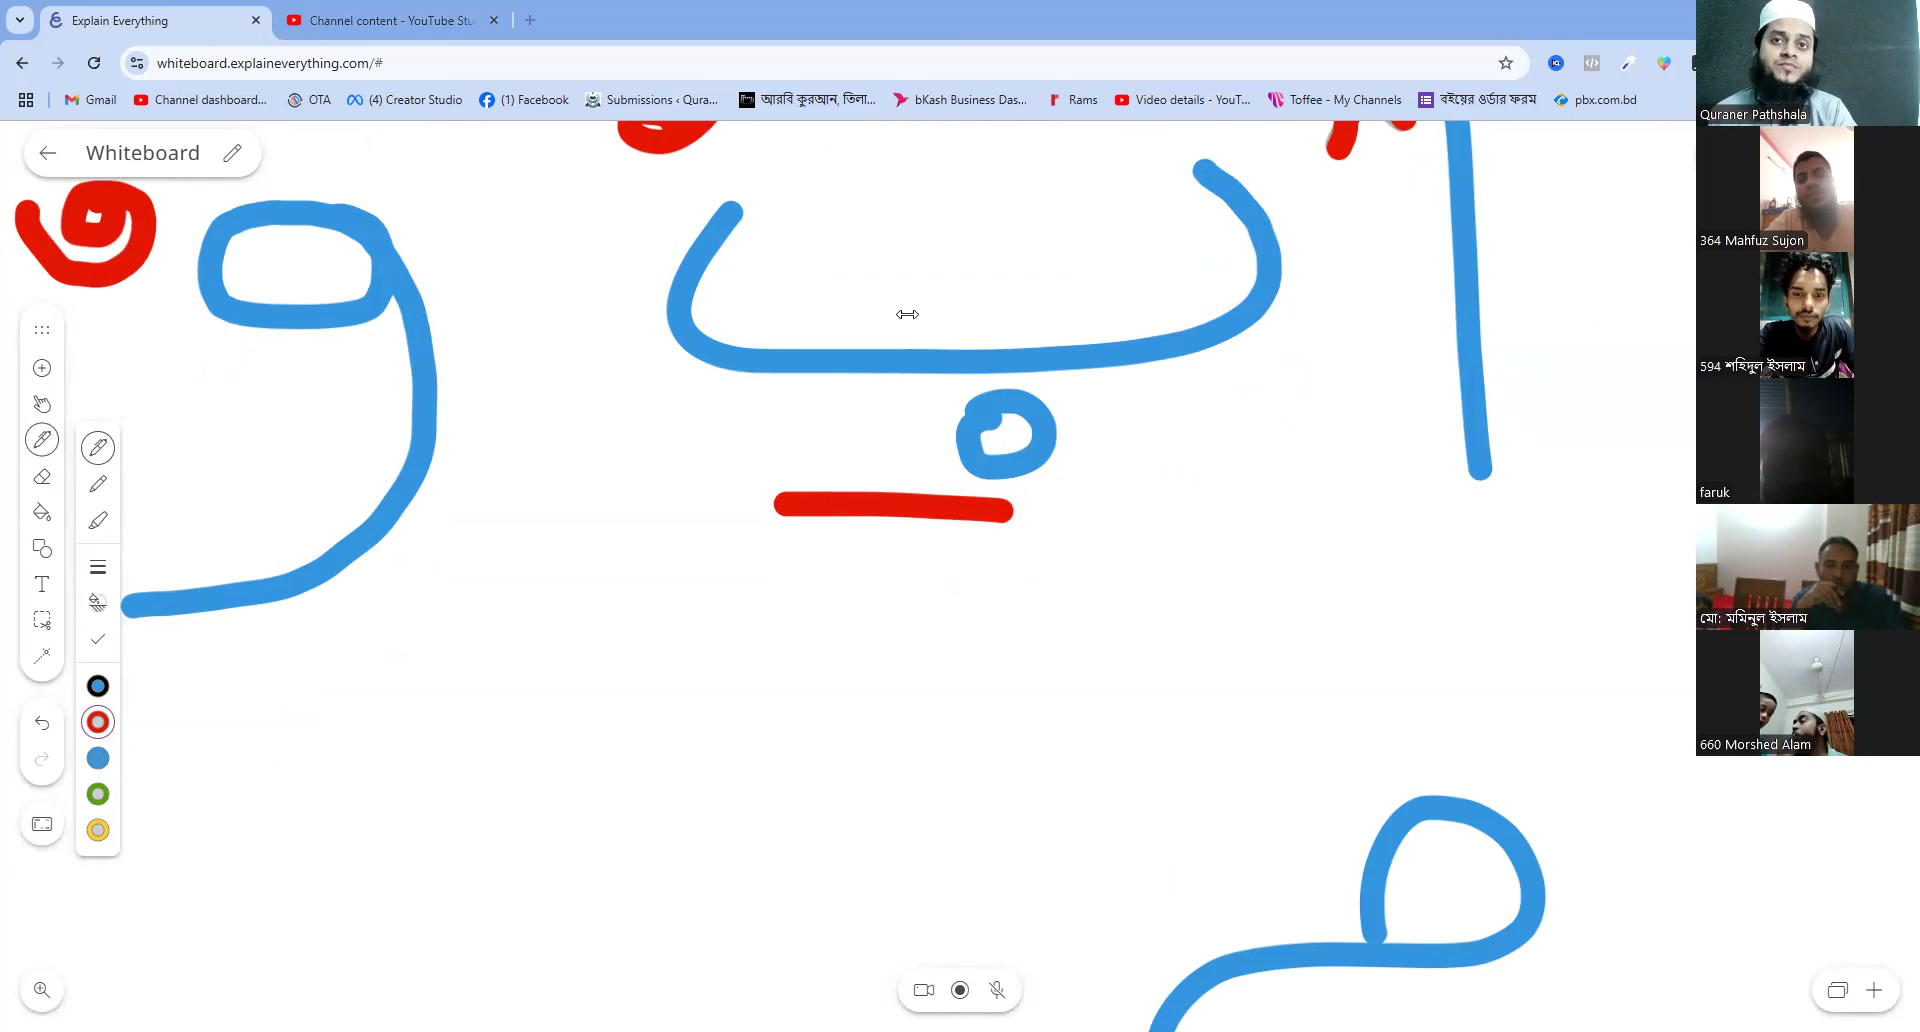 Explain Everything
Channel content - YouTube Stu
whiteboard.explaineverything.com/#
Gmail
Channel dashboard...
OTA
(4) Creator Studio
(1) Facebook
Submissions ‹ Qura...
আরবি কুরআন, তিলা...
bKash Business Das...
Rams
Video details - YouT...
Toffee - My Channels
বইয়ের ওর্ডার ফরম
pbx.com.bd
Whiteboard
৩
ا ب و
م
T
Quraner Pathshala
364 Mahfuz Sujon
594 শহিদুল ইসলাম
faruk
মো: মমিনুল ইসলাম
660 Morshed Alam